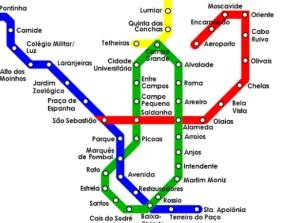 Pontinha
Lumiar
Moscavide
Oriente
Quinta das
Conchas
Encarnação
Camide
Cabo
Ruivo
Telheiras
Aeroporto
Colégio Militar/
Luz
Campo
Grande
Laranjeiras
Cidade
Universitária
Alvalade
Olivais
Alto dos
Moinhos
Jardim
Zoológico
Entre
Campos
Roma
Chelas
Praça de
Espanha
Campo
Pequeno
Areeiro
Bela
Vista
Saldanha
São Sebastião
Alameda
Olaias
Parque
Picoas
Arroios
Marquês
de Pombal
Anjos
Rato
Intendente
Avenida
Martim Moniz
Estrela
Restauradores
Santos
Rossio
Sta. Apolónia
Cais do Sodré
Baixa-
Terreiro do Paço